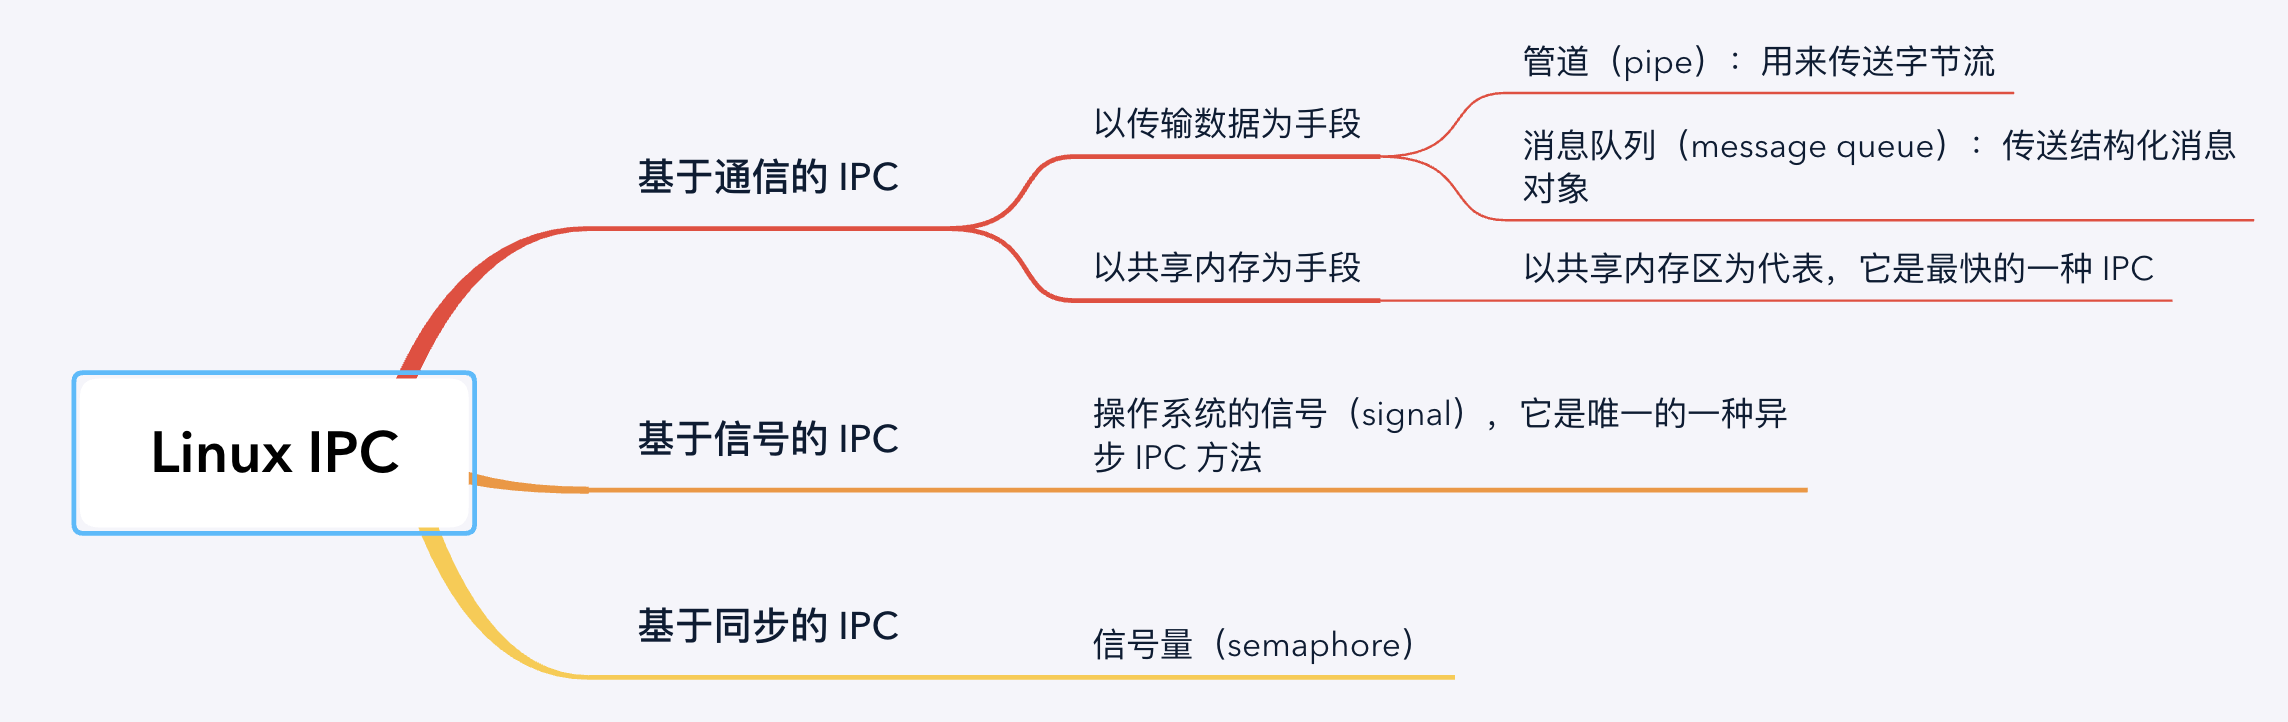 管道（pipe）：用来传送字节流
以传输数据为手段
消息队列（message queue）：传送结构化消息
对象
基于通信的 IPC
以共享内存为手段
以共享内存区为代表，它是最快的一种 IPC
操作系统的信号（signal），它是唯一的一种异
步 IPC 方法
基于信号的 IPC
Linux IPC
基于同步的 IPC
信号量（semaphore）